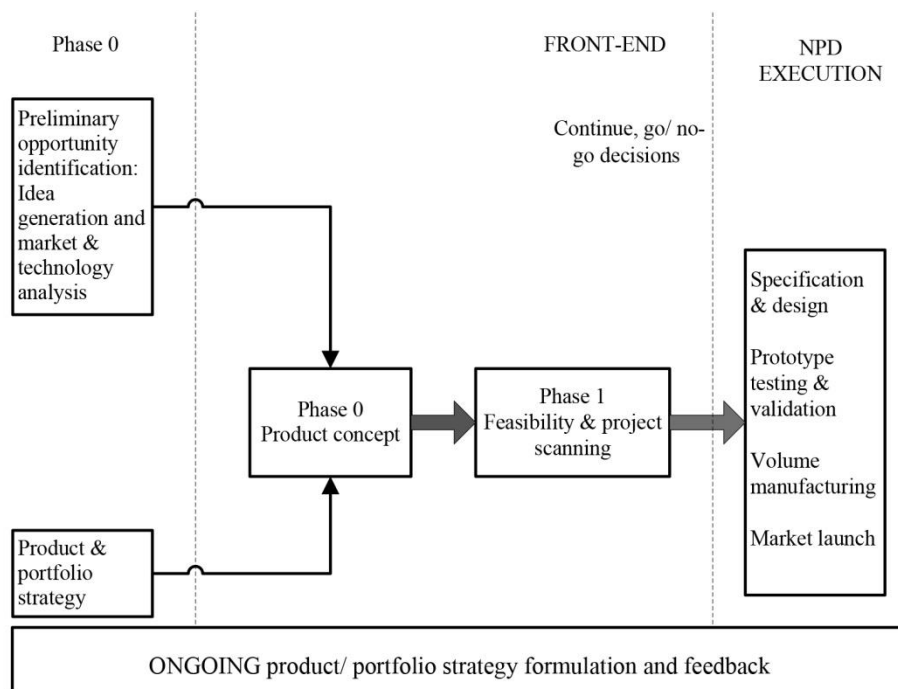 Phase 0
FRONT-END
NPD
EXECUTION
Preliminary
opportunity
identification:
Idea
generation and
market &
technology
analysis
Continue, go/ no-
go decisions
Specification
& design
Prototype
testing &
validation
Volume
manufacturing
Market launch
Phase 0
Product concept
Phase 1
Feasibility & project
scanning
Product &
portfolio
strategy
ONGOING product/ portfolio strategy formulation and feedback